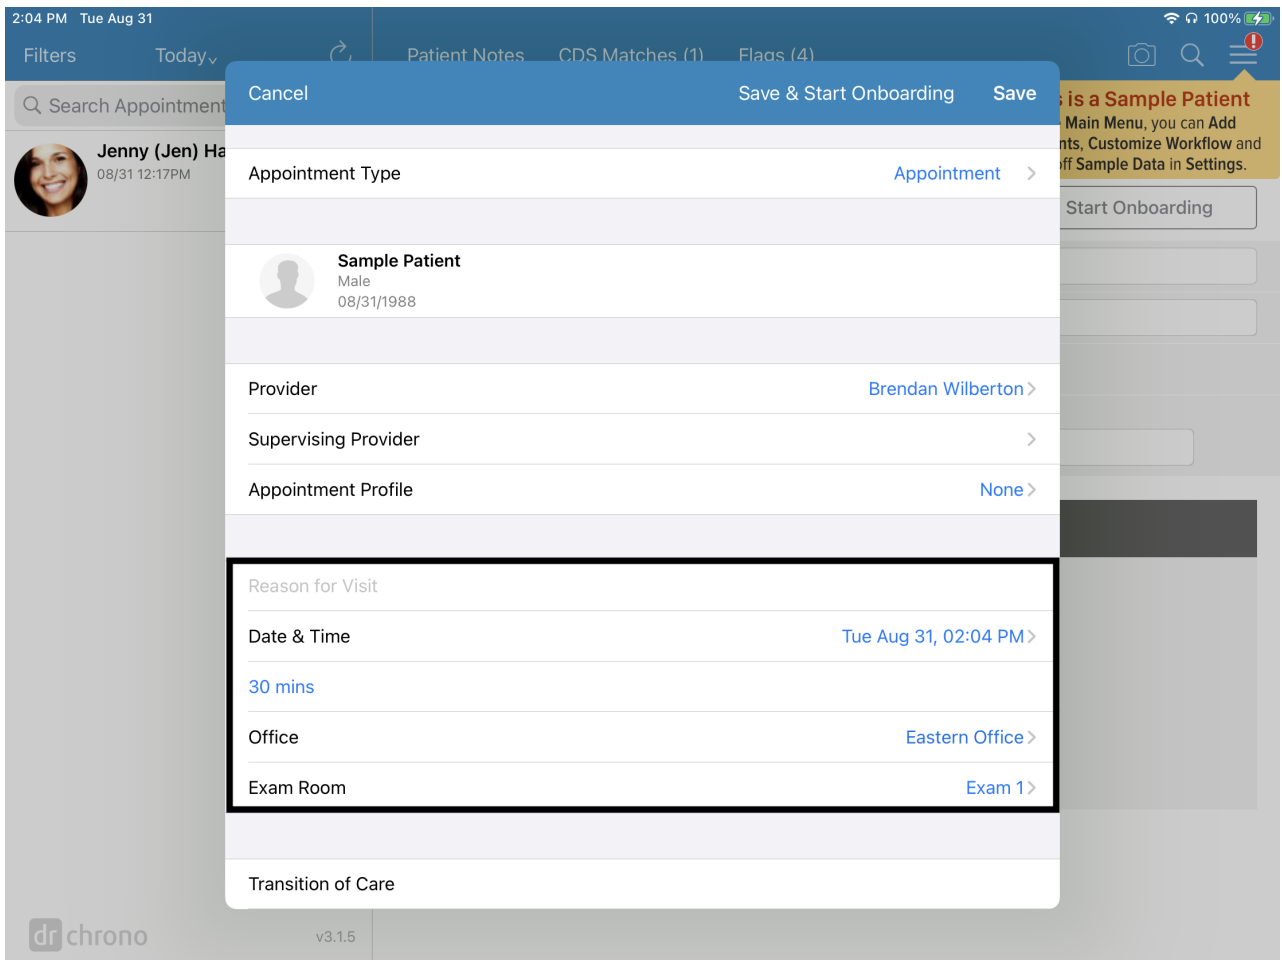 2:04 PM Tue Aug 31
100%
Filters
Today
Patient Notes
CDS Matches (1)
Flags (4)
Search Appointment
Jenny (Jen) Ha
08/31 12:17PM
Cancel
Save & Start Onboarding
Save
is a Sample Patient
Main Menu, you can Add
nts, Customize Workflow and
off Sample Data in Settings.
Start Onboarding
Appointment Type
Appointment
Sample Patient
Male
08/31/1988
Provider
Brendan Wilberton
Supervising Provider
Appointment Profile
None
Reason for Visit
Date & Time
Tue Aug 31, 02:04 PM
30 mins
Office
Eastern Office
Exam Room
Exam 1
Transition of Care
dr chrono
v3.1.5